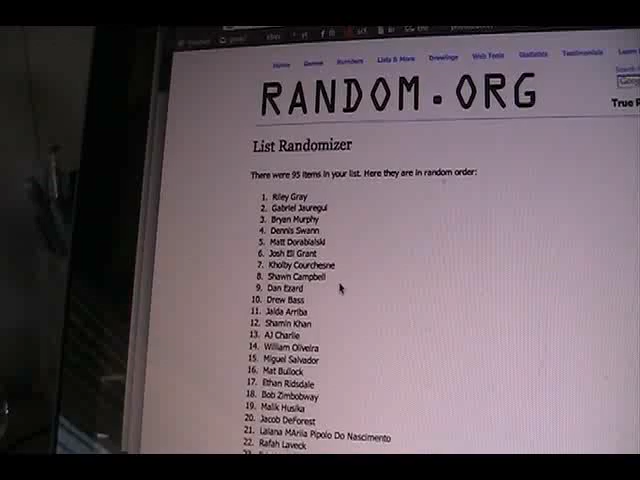 Home Games Numbers Lists & More Drawings Web Tools Statistics Testimonials Learn
RANDOM.ORG
True
List Randomizer
There were 95 items in your list. Here they are in random order:
1. Riley Gray
2. Gabriel Jauregui
3. Bryan Murphy
4. Dennis Swann
5. Matt Dorabialski
6. Josh Eli Grant
7. Kholby Courchesne
8. Shawn Campbell
9. Dan Ezard
10. Drew Bass
11. Jaida Arriba
12. Shamin Khan
13. AJ Charlie
14. William Oliveira
15. Miguel Salvador
16. Mat Bullock
17. Ethan Ridsdale
18. Bob Zimbobway
19. Malik Husika
20. Jacob DeForest
21. Laiana MAriia Pipolo Do Nascimento
22. Rafah Laveck